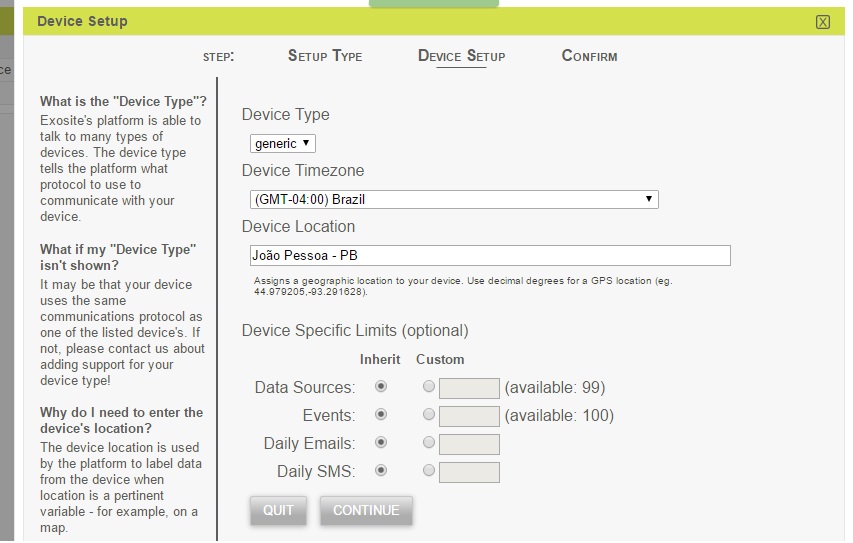 Device Setup
X
ce
STEP: SETUP TYPE DEVICE SETUP CONFIRM
What is the "Device Type"?
Exosite's platform is able to
talk to many types of
devices. The device type
tells the platform what
protocol to use to
communicate with your
device.
What if my "Device Type"
isn't shown?
It may be that your device
uses the same
communications protocol as
one of the listed device's. If
not, please contact us about
adding support for your
device type!
Why do I need to enter the
device's location?
The device location is used
by the platform to label data
from the device when
location is a pertinent
variable - for example, on a
map.
Device Type
generic
Device Timezone
(GMT-04:00) Brazil
Device Location
João Pessoa - PB
Assigns a geographic location to your device. Use decimal degrees for a GPS location (eg.
44.979205,-93.291628).
Device Specific Limits (optional)
Inherit Custom
Data Sources: (available: 99)
Events: (available: 100)
Daily Emails:
Daily SMS:
QUIT CONTINUE